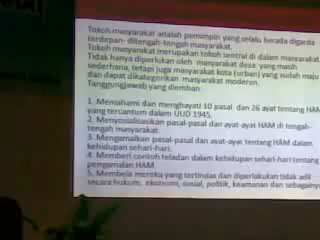 Tokoh masyarakat adalah pemimpin yang selalu berada digarda
terdepan- ditengah-tengah masyarakat.
Tokoh masyarakat merupakan tokoh sentral di dalam masyarakat.
Tidak hanya diperlukan oleh masyarakat desa yang masih
sederhana, tetapi juga masyarakat kota (urban) yang sudah maju
dan dapat dikategorikan masyarakat moderen.
Tanggungjawab yang diemban:
1. Memahami dan menghayati 10 pasal dan 26 ayat tentang HAM
yang tercantum dalam UUD 1945.
2. Menyosialisasikan pasal-pasal dan ayat-ayat HAM di tengah-
tengah masyarakat.
3. Mengamalkan pasal-pasal dan ayat-ayat tentang HAM dalam
kehidupan sehari-hari.
4. Memberi contoh teladan dalam kehidupan sehari-hari tentang
pengamalan HAM
5. Membela mereka yang tertindas dan diperlakukan tidak adil
secara hukum, ekonomi, sosial, politik, keamanan dan sebagainya